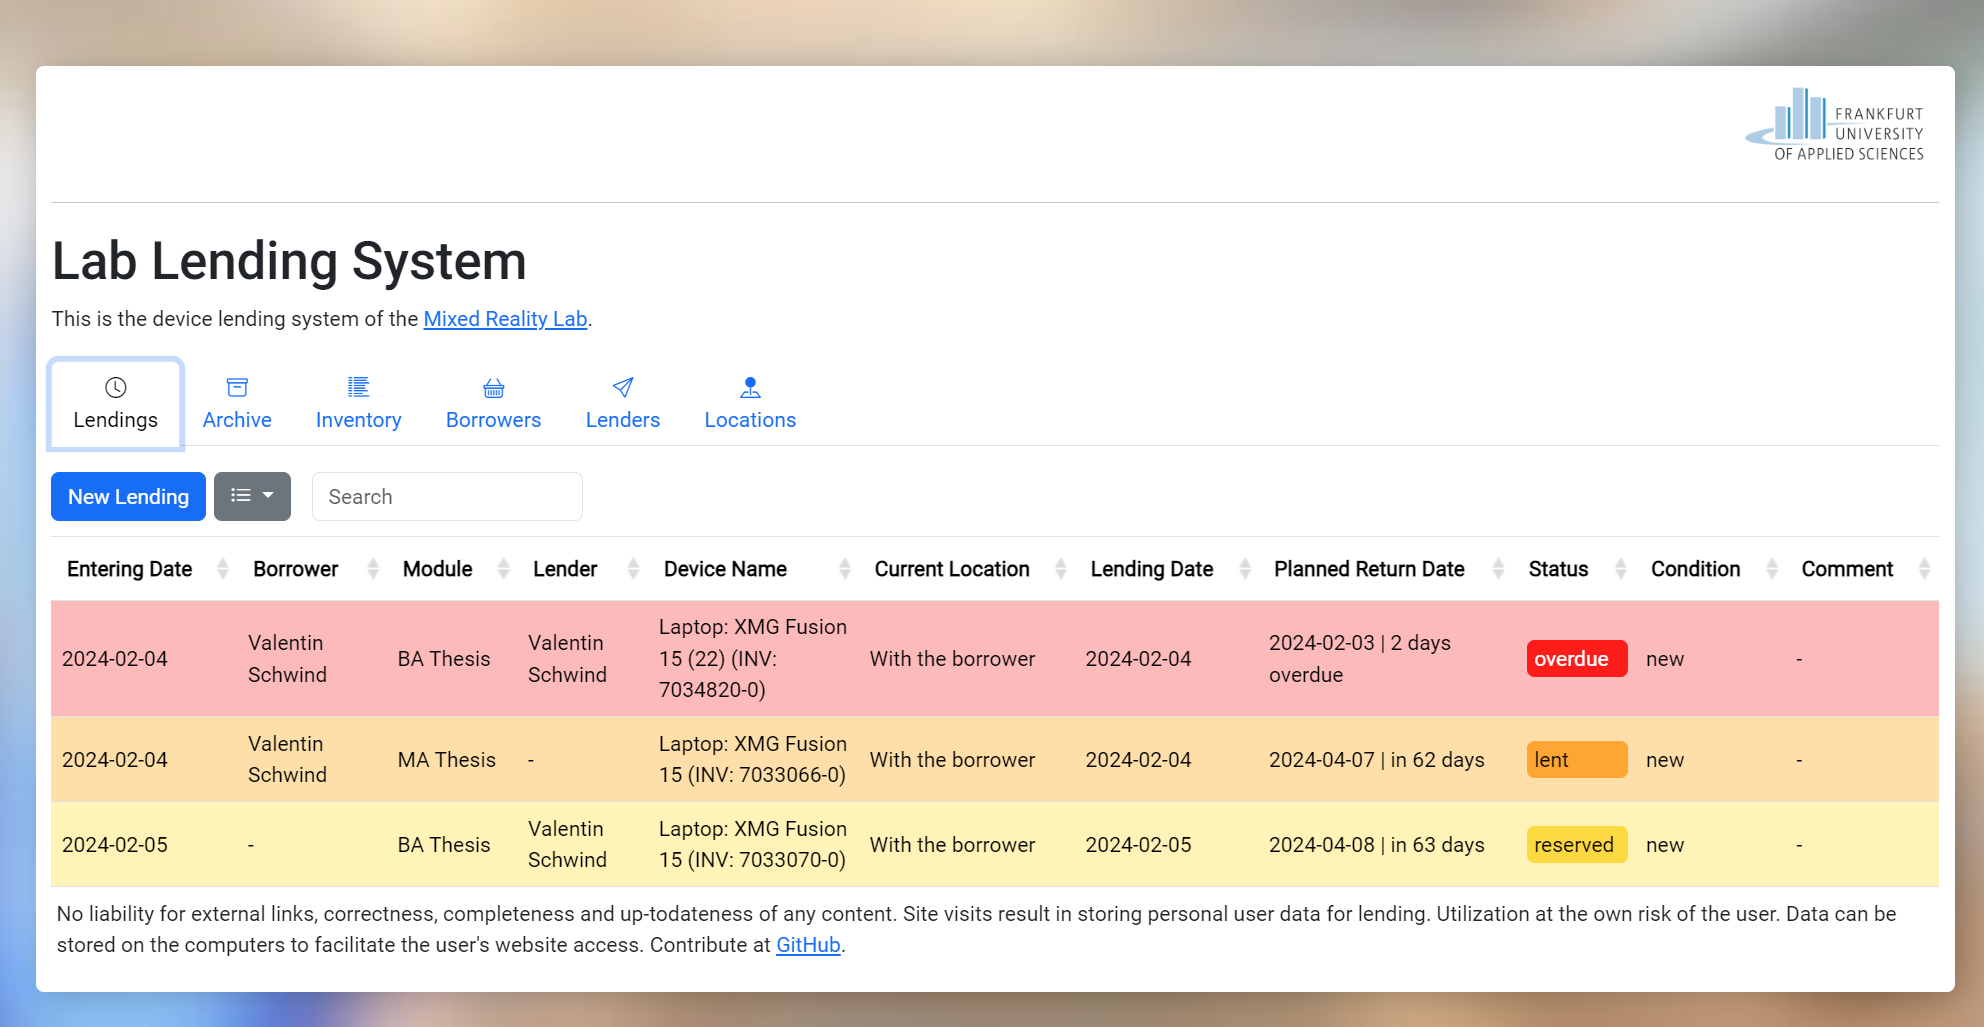 FRANKFURT
UNIVERSITY
OF APPLIED SCIENCES
Lab Lending System
This is the device lending system of the Mixed Reality Lab.
Lendings Archive Inventory Borrowers Lenders Locations
New Lending Search
Entering Date Borrower Module Lender Device Name Current Location Lending Date Planned Return Date Status Condition Comment
2024-02-04 Valentin Schwind BA Thesis Valentin Schwind Laptop: XMG Fusion 15 (22) (INV: 7034820-0) With the borrower 2024-02-04 2024-02-03 | 2 days overdue overdue new -
2024-02-04 Valentin Schwind MA Thesis - Laptop: XMG Fusion 15 (INV: 7033066-0) With the borrower 2024-02-04 2024-04-07 | in 62 days lent new -
2024-02-05 - BA Thesis Valentin Schwind Laptop: XMG Fusion 15 (INV: 7033070-0) With the borrower 2024-02-05 2024-04-08 | in 63 days reserved new -
No liability for external links, correctness, completeness and up-todateness of any content. Site visits result in storing personal user data for lending. Utilization at the own risk of the user. Data can be
stored on the computers to facilitate the user's website access. Contribute at GitHub.